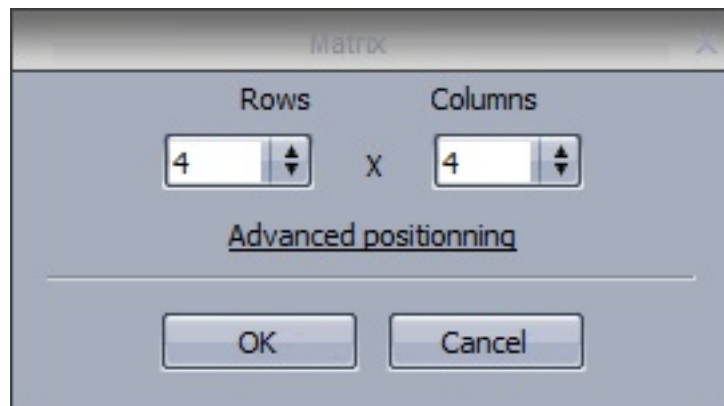 Matrix
Rows Columns
4 X 4
Advanced positionning
OK Cancel